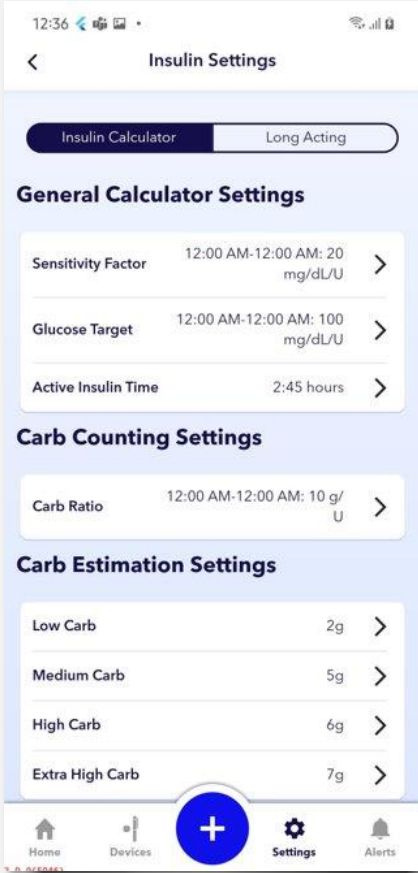 12:36
Insulin Settings
Insulin Calculator
Long Acting
General Calculator Settings
Sensitivity Factor
12:00 AM-12:00 AM: 20
mg/dL/U
Glucose Target
12:00 AM-12:00 AM: 100
mg/dL/U
Active Insulin Time
2:45 hours
Carb Counting Settings
Carb Ratio
12:00 AM-12:00 AM: 10 g/
U
Carb Estimation Settings
Low Carb
2g
Medium Carb
5g
High Carb
6g
Extra High Carb
7g
Home
Devices
Settings
Alerts